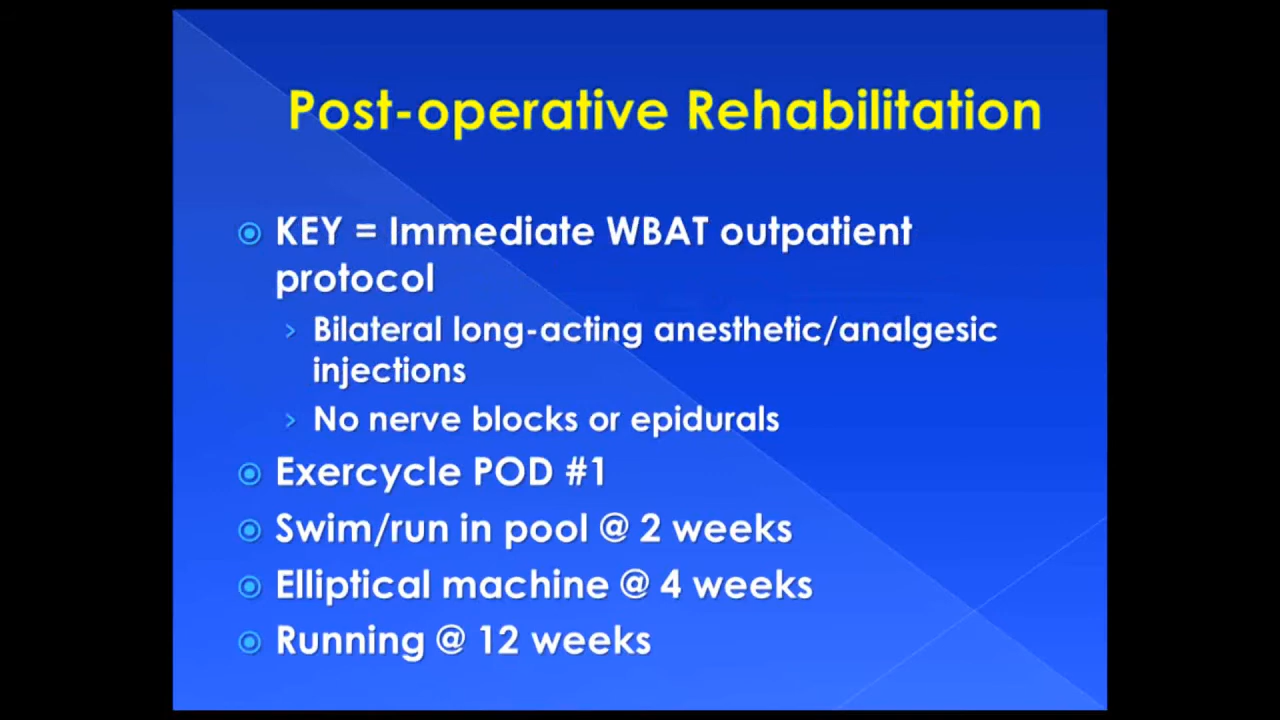 Post-operative Rehabilitation
KEY = Immediate WBAT outpatient
protocol
Bilateral long-acting anesthetic/analgesic
injections
No nerve blocks or epidurals
Exercycle POD #1
Swim/run in pool @ 2 weeks
Elliptical machine @ 4 weeks
Running @ 12 weeks